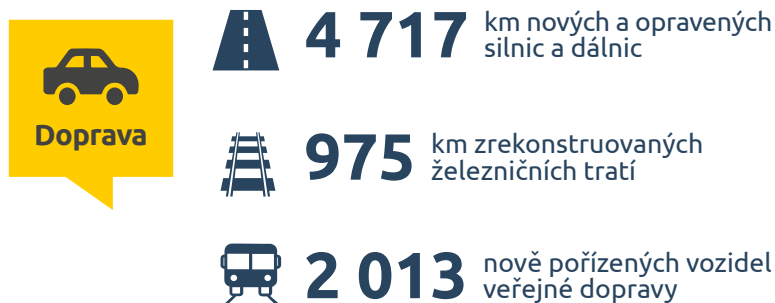 Doprava
4 717 km nových a opravených
silnic a dálnic
975 km zrekonstruovaných
železničních tratí
2 013 nově pořízených vozidel
veřejné dopravy